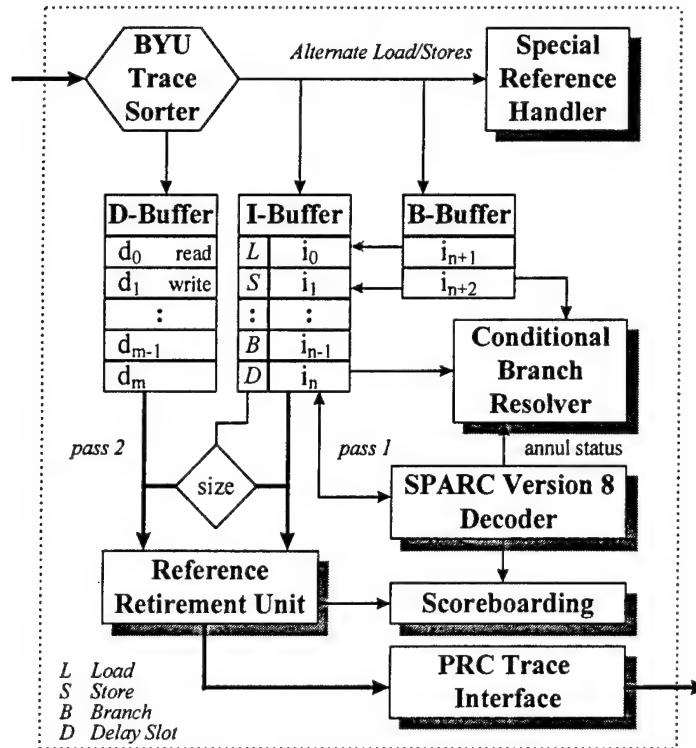 BYU
Trace
Sorter
Alternate Load/Stores
Special
Reference
Handler
D-Buffer
d0 read
d1 write
:
dm-1
dm
I-Buffer
L i0
S i1
: :
B in-1
D in
B-Buffer
in+1
in+2
Conditional
Branch
Resolver
pass 2
size
pass 1
annul status
SPARC Version 8
Decoder
Reference
Retirement Unit
Scoreboarding
PRC Trace
Interface
L Load
S Store
B Branch
D Delay Slot